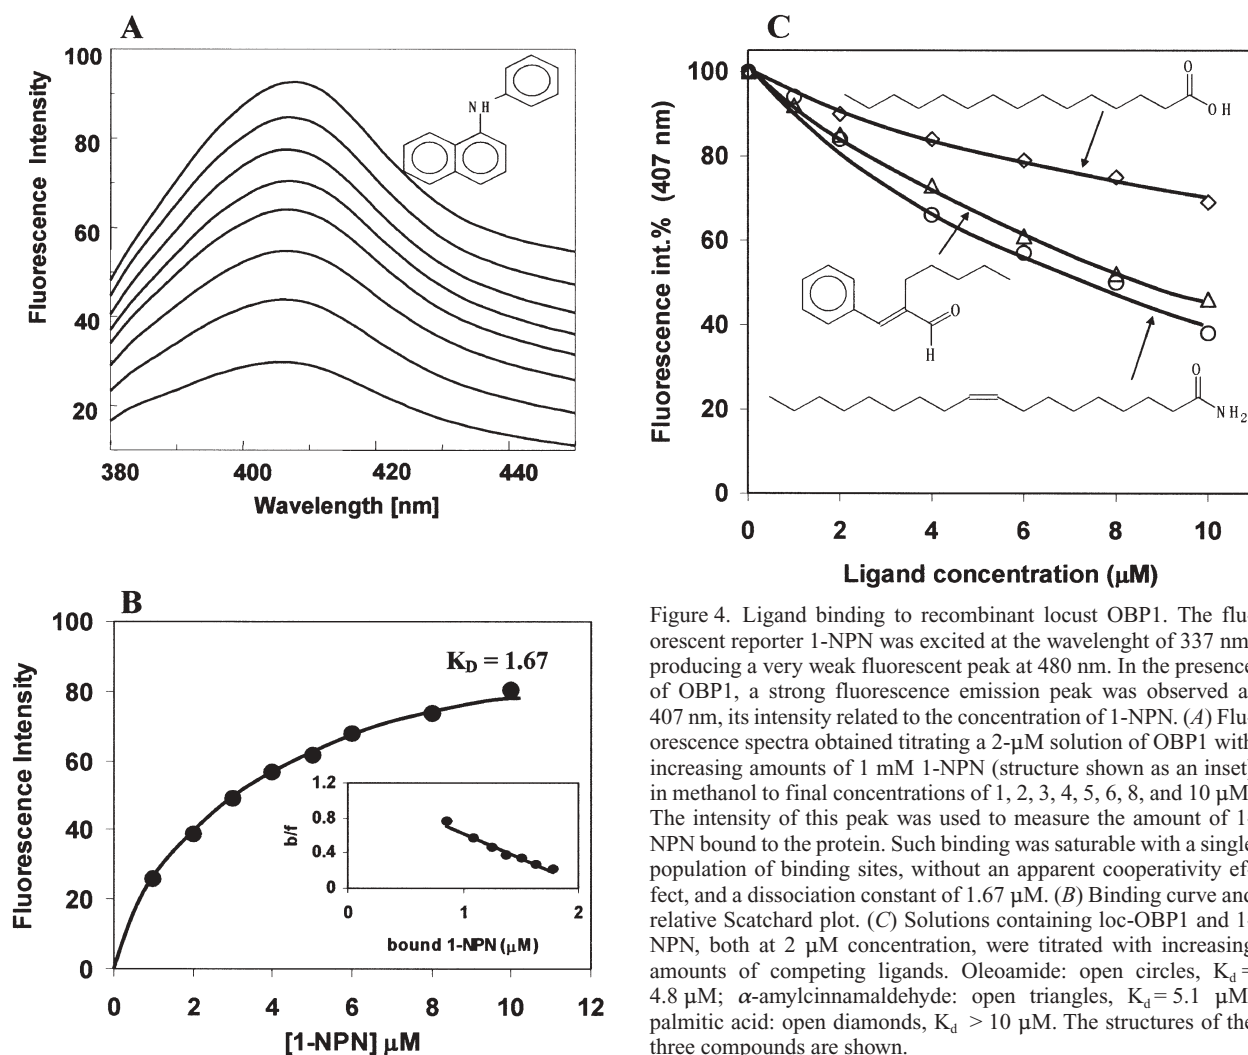 A
Fluorescence Intensity
100
80
60
40
20
380
400
420
440
Wavelength [nm]
N H
B
Fluorescence Intensity
100
80
60
40
20
0
0
2
4
6
8
10
12
[1-NPN] μM
K_D = 1.67
b/f
1.2
0.8
0.4
0
0
1
2
bound 1-NPN (μM)
C
Fluorescence int.% (407 nm)
100
80
60
40
20
0
0
2
4
6
8
10
Ligand concentration (μM)
O
O H
O
H
O
NH₂
Figure 4. Ligand binding to recombinant locust OBP1. The flu-
orescent reporter 1-NPN was excited at the wavelenght of 337 nm
producing a very weak fluorescent peak at 480 nm. In the presence
of OBP1, a strong fluorescence emission peak was observed a
407 nm, its intensity related to the concentration of 1-NPN. (A) Flu-
orescence spectra obtained titrating a 2-μM solution of OBP1 with
increasing amounts of 1 mM 1-NPN (structure shown as an inset)
in methanol to final concentrations of 1, 2, 3, 4, 5, 6, 8, and 10 μM
The intensity of this peak was used to measure the amount of 1-
NPN bound to the protein. Such binding was saturable with a single
population of binding sites, without an apparent cooperativity ef-
fect, and a dissociation constant of 1.67 μM. (B) Binding curve and
relative Scatchard plot. (C) Solutions containing loc-OBP1 and 1-
NPN, both at 2 μM concentration, were titrated with increasing
amounts of competing ligands. Oleoamide: open circles, K_d =
4.8 μM; α-amylcinnamaldehyde: open triangles, K_d = 5.1 μM
palmitic acid: open diamonds, K_d > 10 μM. The structures of the
three compounds are shown.